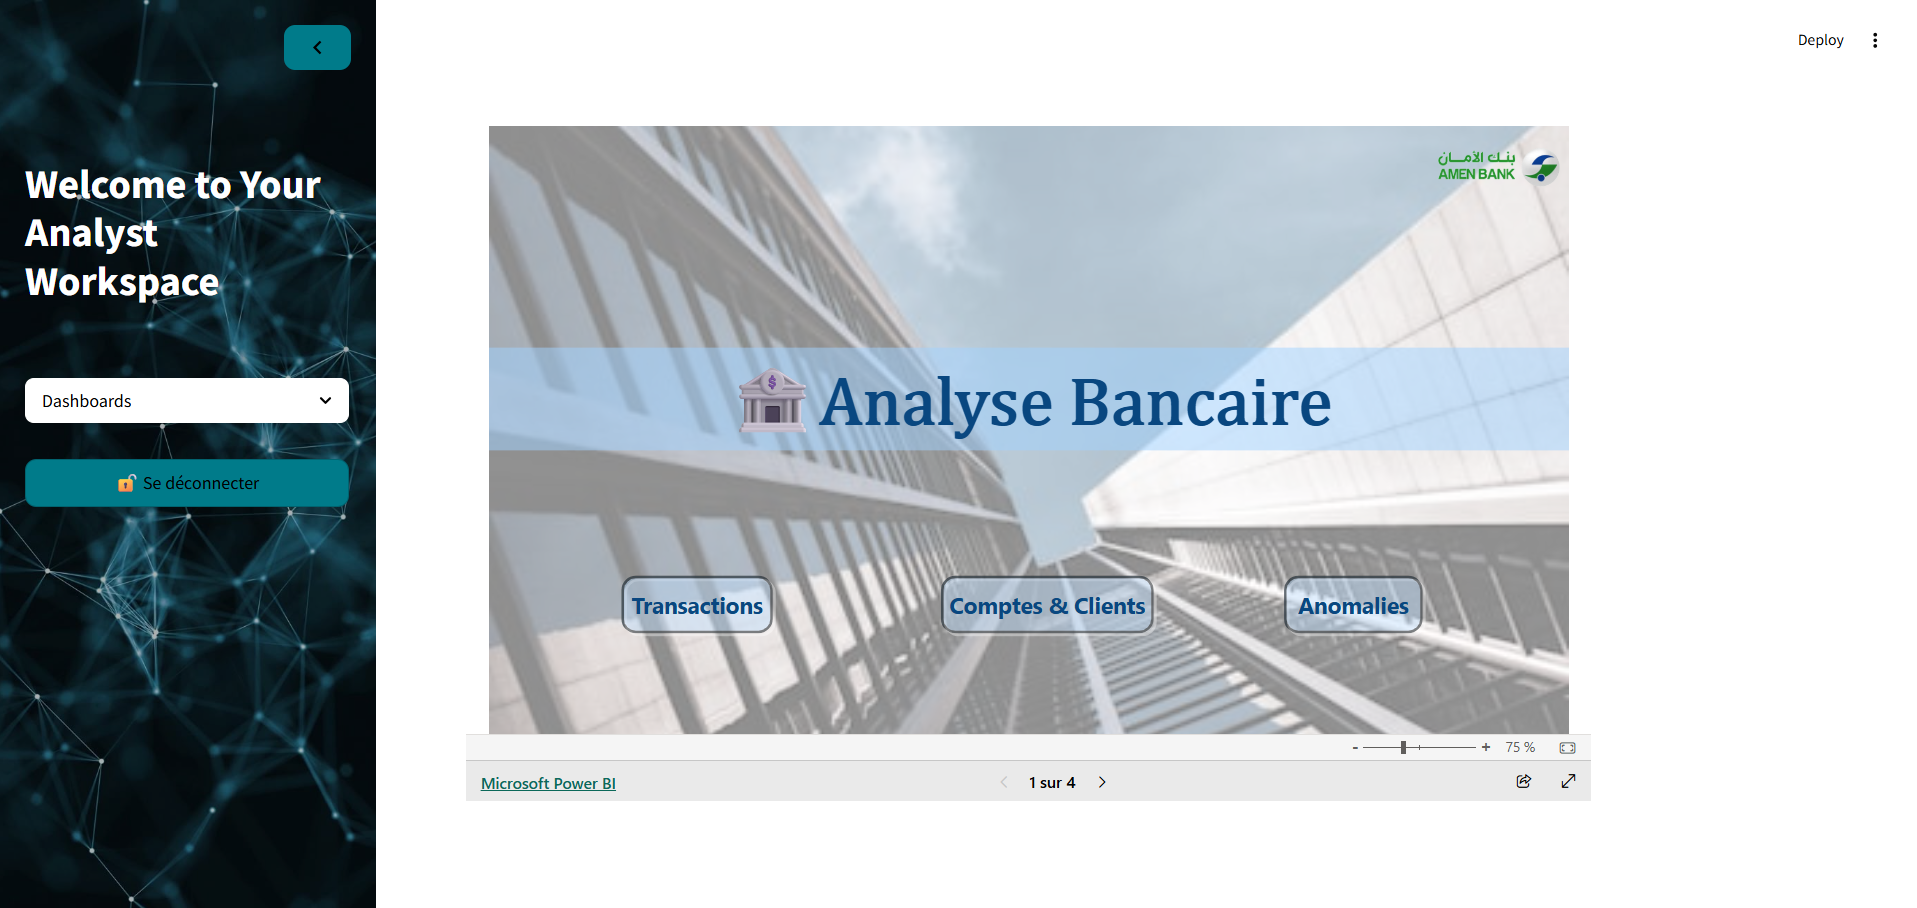 Welcome to Your
Analyst
Workspace
Dashboards
Se déconnecter
Deploy
بنك الأمان
AMEN BANK
Analyse Bancaire
Transactions
Comptes & Clients
Anomalies
- + 75 %
Microsoft Power BI
1 sur 4